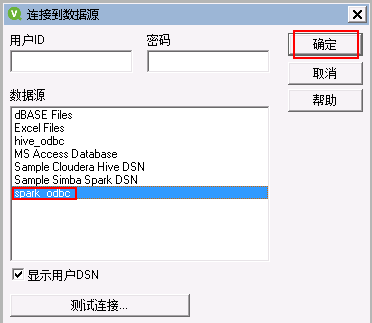 连接到数据源
用户ID
密码
确定
取消
帮助
数据源
dBASE Files
Excel Files
hive_odbc
MS Access Database
Sample Cloudera Hive DSN
Sample Simba Spark DSN
spark_odbc
显示用户DSN
测试连接...